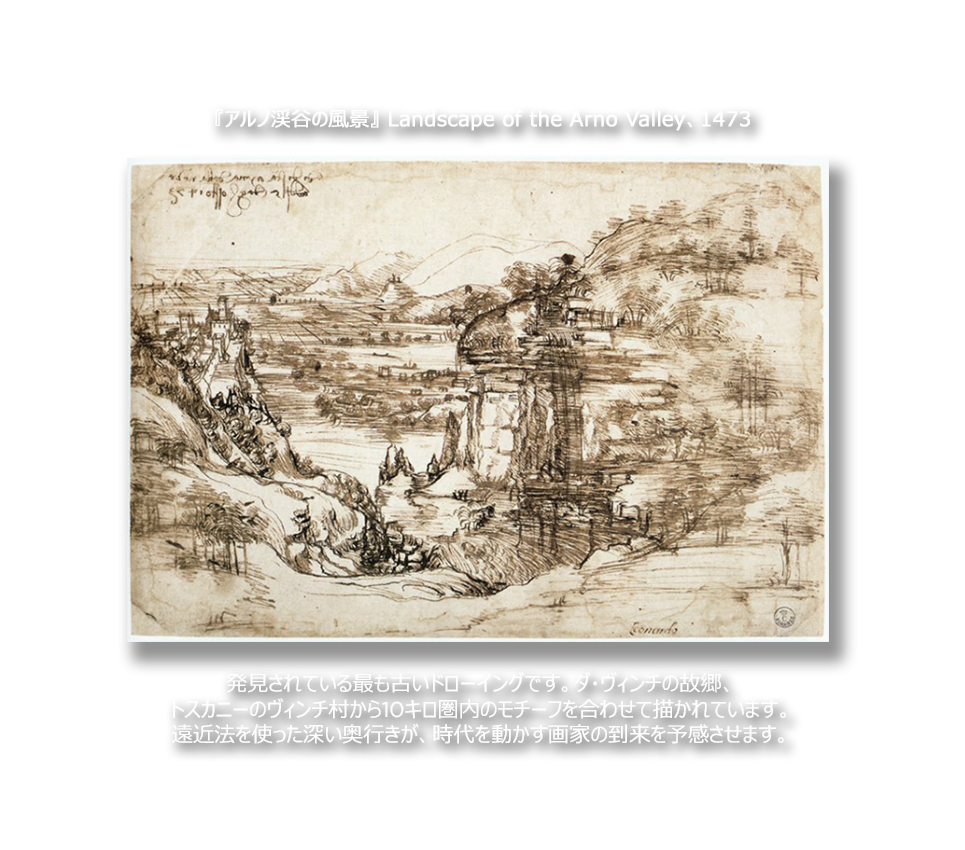 『アルノ渓谷の風景』 Landscape of the Arno Valley、1473
Leonardo
発見されている最も古いドローイングです。ダ・ヴィンチの故郷、
トスカニーのヴィンチ村から10キロ圏内のモチーフを合わせて描かれています。
遠近法を使った深い奥行きが、時代を動かす画家の到来を予感させます。